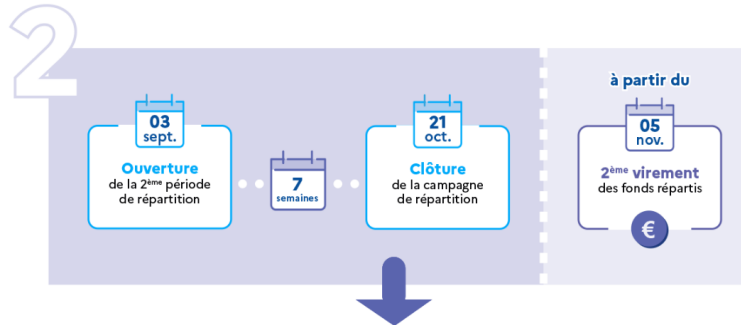 2
03
sept.
Ouverture
de la 2ème période
de répartition
7
semaines
21
oct.
Clôture
de la campagne
de répartition
à partir du
05
nov.
2ème virement
des fonds répartis
€